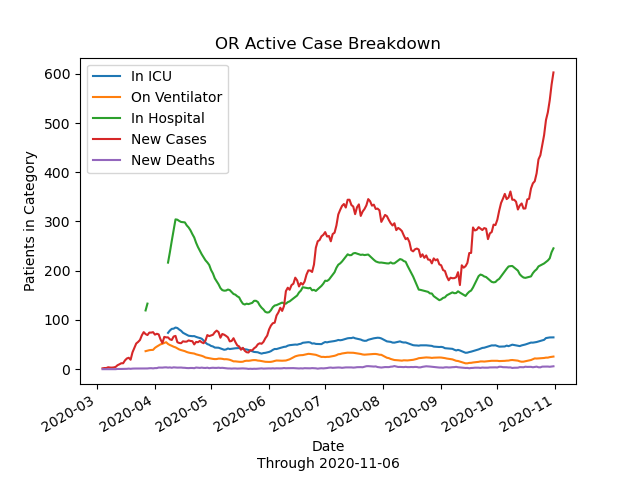 OR Active Case Breakdown
In ICU
On Ventilator
In Hospital
New Cases
New Deaths
Patients in Category
600
500
400
300
200
100
0
2020-03
2020-04
2020-05
2020-06
2020-07
2020-08
2020-09
2020-10
2020-11
Date
Through 2020-11-06